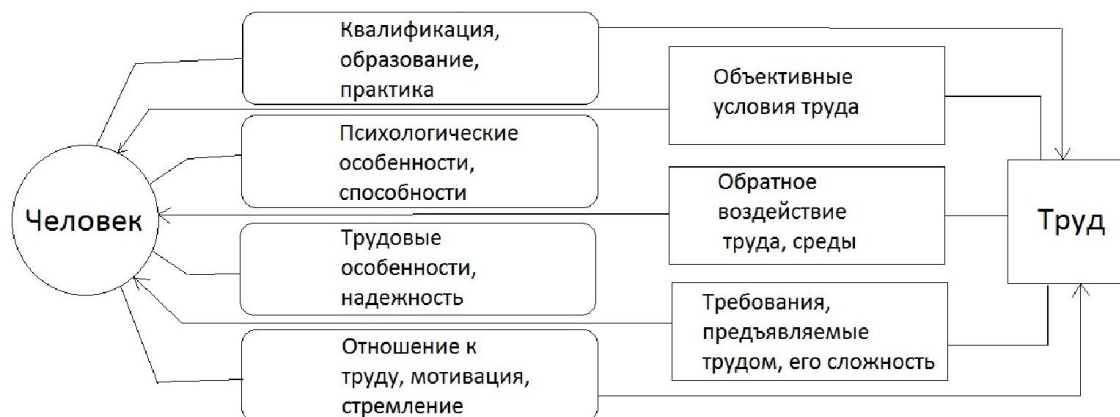 Квалификация,
образование,
практика
Объективные
условия труда
Психологические
особенности,
способности
Человек
Обратное
воздействие
труда, среды
Труд
Трудовые
особенности,
надежность
Требования,
предъявляемые
трудом, его сложность
Отношение к
труду, мотивация,
стремление